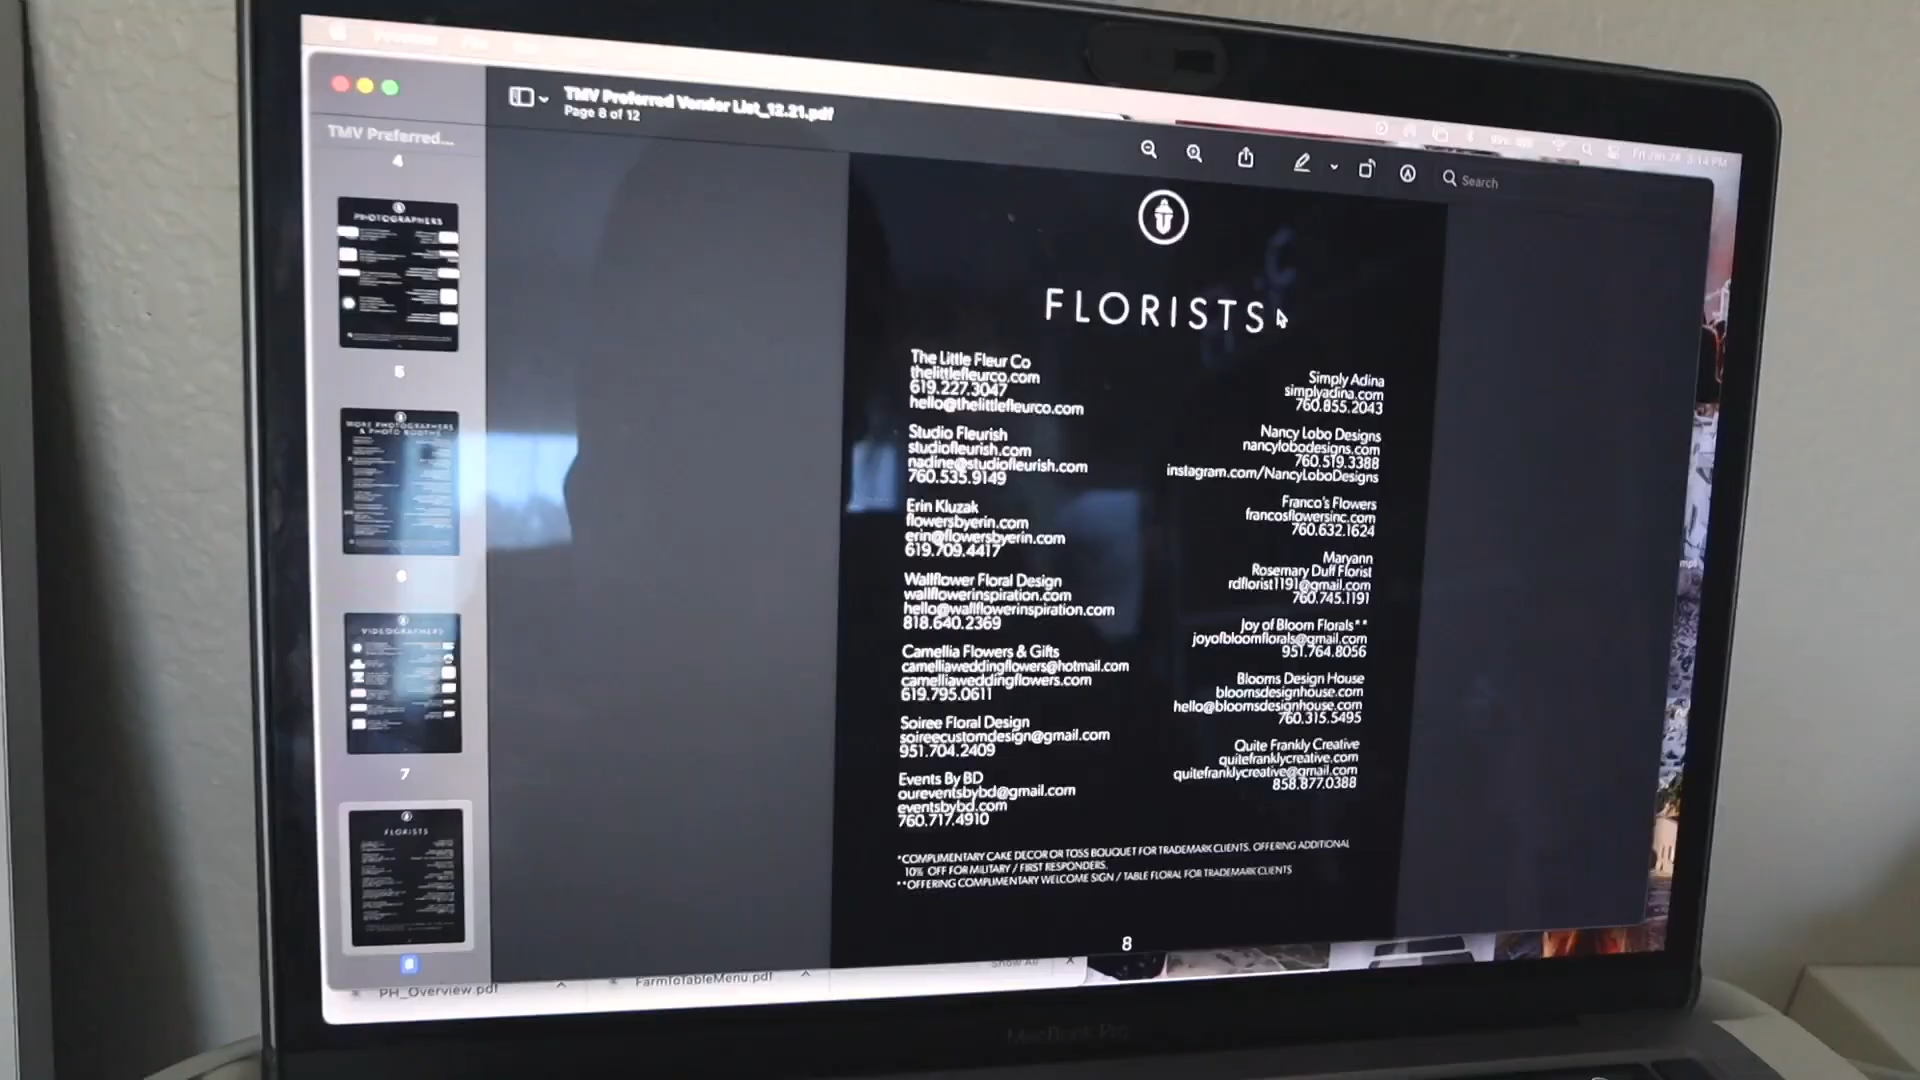 TMV Preferred Vendor List_12.21.pdf
Page 8 of 12
TMV Preferred...
Search
4
PHOTOGRAPHERS
5
MORE PHOTOGRAPHERS
& PHOTO BOOTHS
6
VIDEOGRAPHERS
7
FLORISTS
FLORISTS
The Little Fleur Co
thelittlefleurco.com
619.227.3047
hello@thelittlefleurco.com
Studio Fleurish
studiofleurish.com
nadine@studiofleurish.com
760.535.9149
Erin Kluzak
flowersbyerin.com
erin@flowersbyerin.com
619.709.4417
Wallflower Floral Design
wallflowerinspiration.com
hello@wallflowerinspiration.com
818.640.2369
Camellia Flowers & Gifts
camelliaweddingflowers@hotmail.com
camelliaweddingflowers.com
619.795.0611
Soiree Floral Design
soireecustomdesign@gmail.com
951.704.2409
Events By BD
oureventsbybd@gmail.com
eventsbybd.com
760.717.4910
Simply Adina
simplyadina.com
760.855.2043
Nancy Lobo Designs
nancylobodesigns.com
760.519.3388
instagram.com/NancyLoboDesigns
Franco's Flowers
francosflowersinc.com
760.632.1624
Maryann
Rosemary Duff Florist
rdflorist1191@gmail.com
760.745.1191
Joy of Bloom Florals**
joyofbloomflorals@gmail.com
951.764.8056
Blooms Design House
bloomsdesignhouse.com
hello@bloomsdesignhouse.com
760.315.5495
Quite Frankly Creative
quitefranklycreative.com
quitefranklycreative@gmail.com
858.877.0388
*COMPLIMENTARY CAKE DECOR OR TOSS BOUQUET FOR TRADEMARK CLIENTS. OFFERING ADDITIONAL
10% OFF FOR MILITARY / FIRST RESPONDERS.
**OFFERING COMPLIMENTARY WELCOME SIGN / TABLE FLORAL FOR TRADEMARK CLIENTS
8
PH_Overview.pdf
FarmToTableMenu.pdf
Show All
MacBook Pro